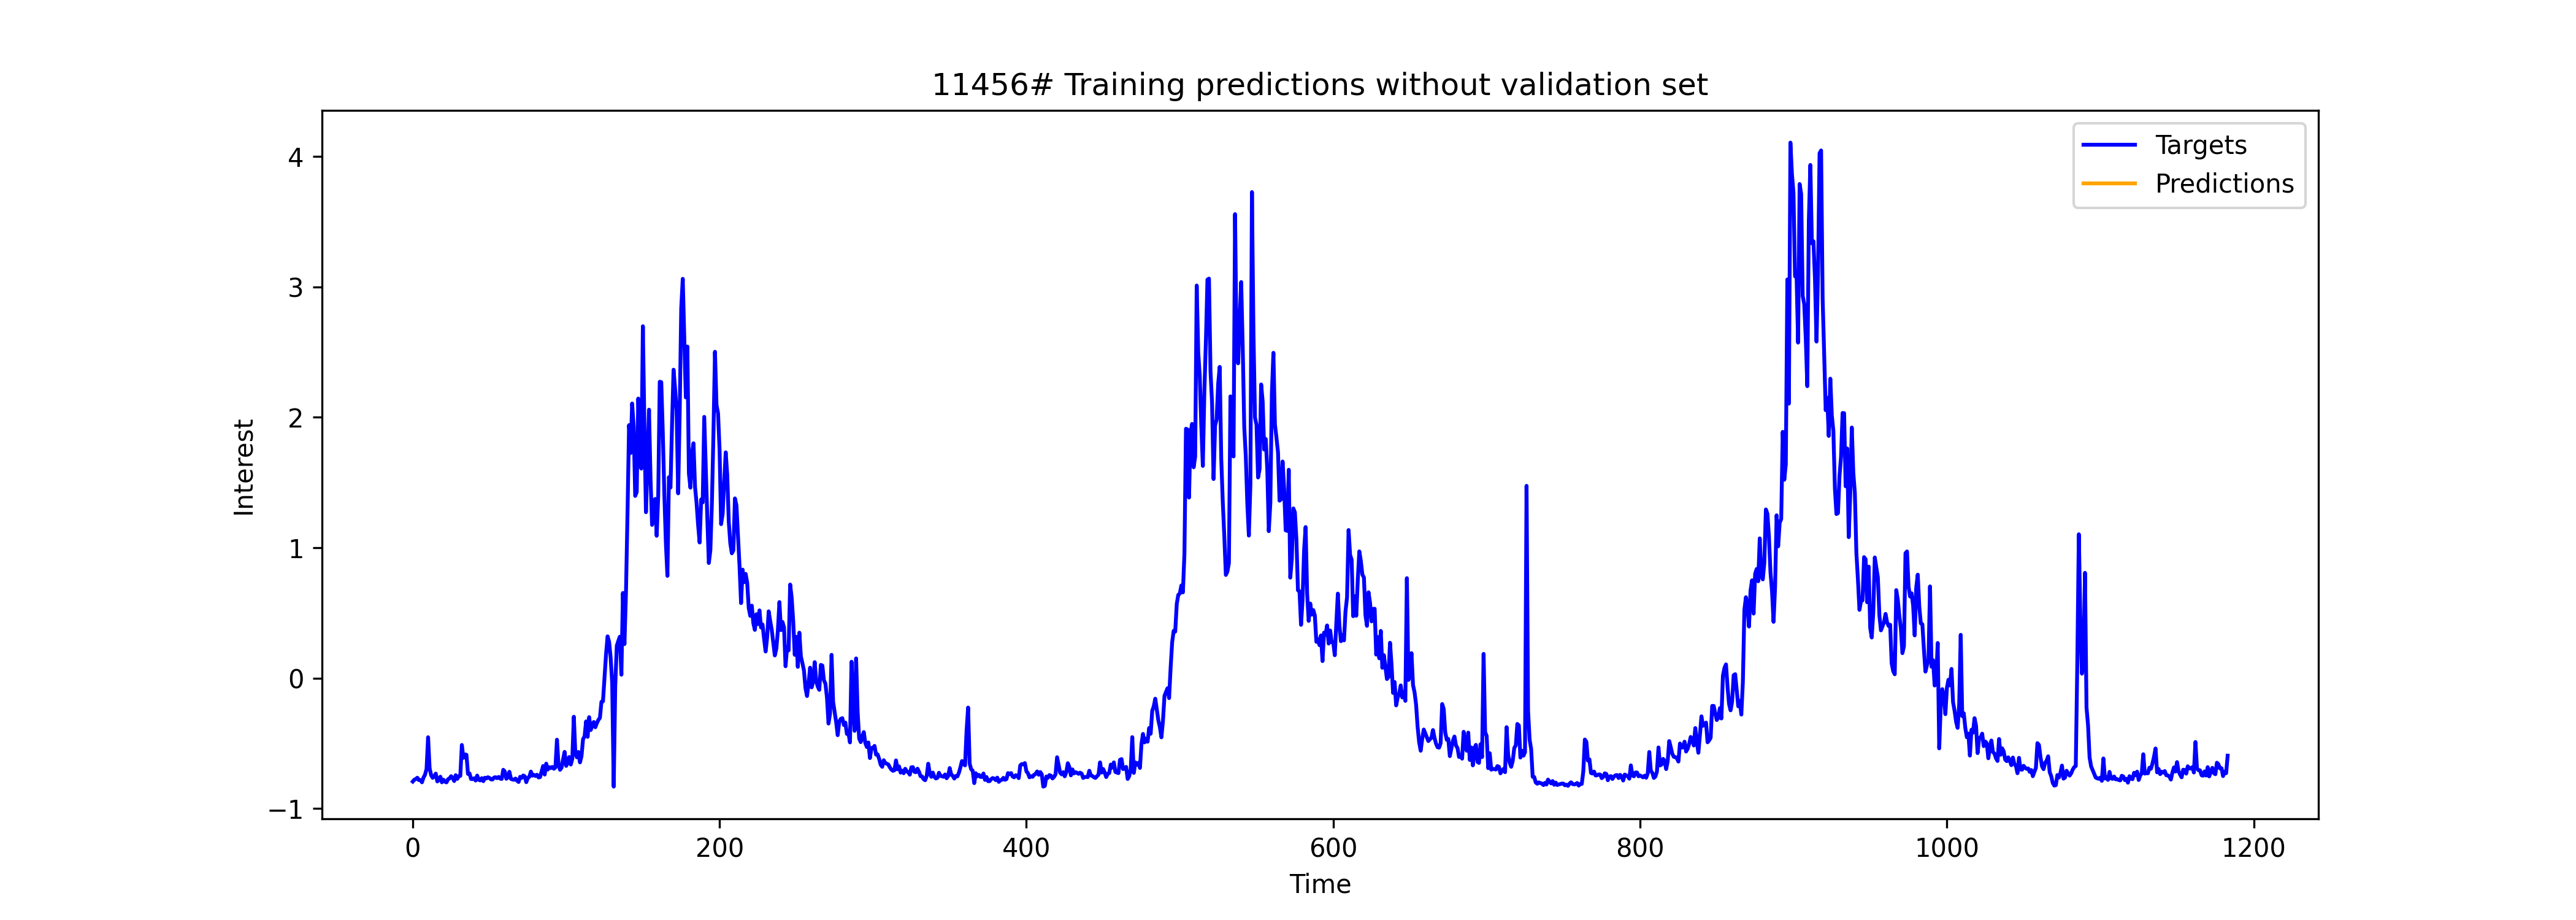 11456# Training predictions without validation set
Targets
Predictions
4
3
2
1
0
−1
Interest
0 200 400 600 800 1000 1200
Time